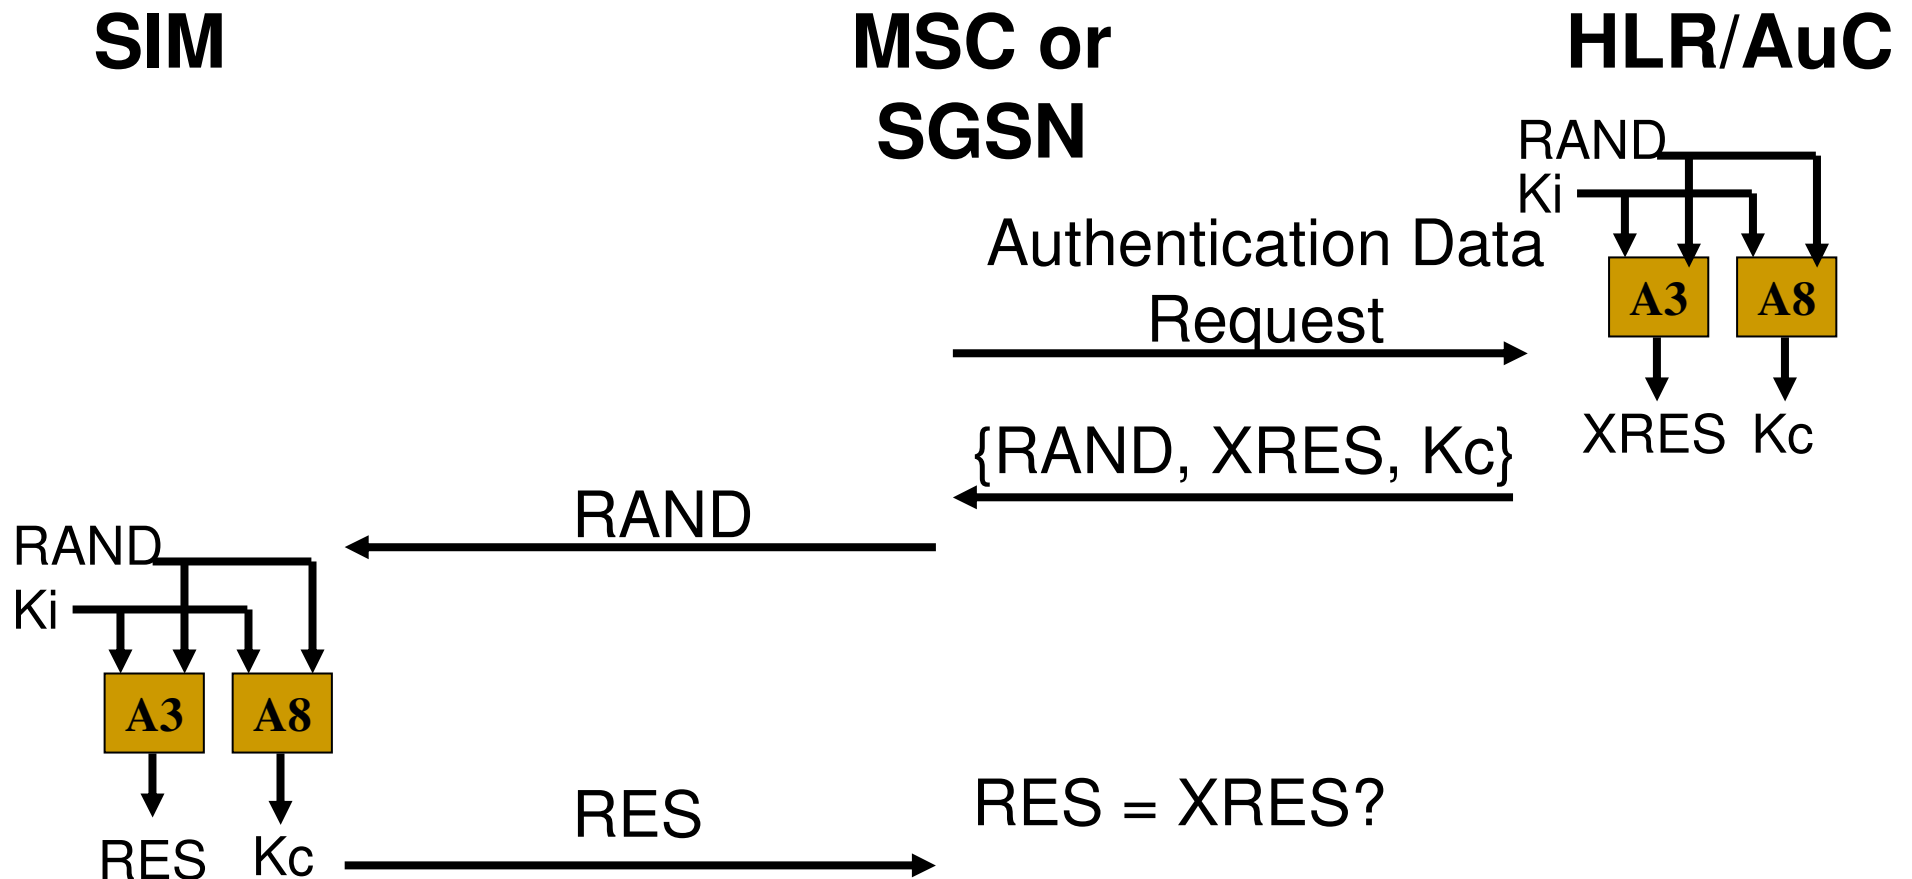 SIM
MSC or
SGSN
HLR/AuC
RAND
Ki
Authentication Data
Request
A3
A8
XRES
Kc
{RAND, XRES, Kc}
RAND
RAND
Ki
A3
A8
RES
Kc
RES
RES = XRES?